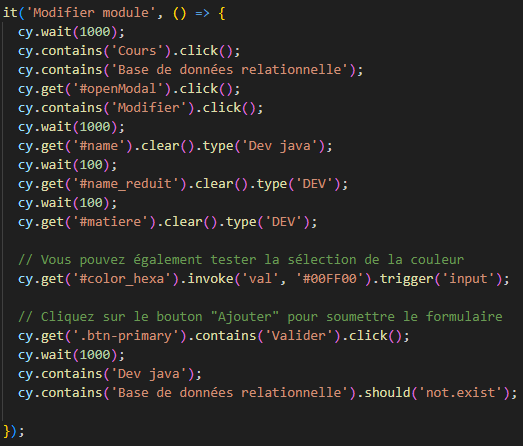 it('Modifier module', () => {
cy.wait(1000);
cy.contains('Cours').click();
cy.contains('Base de données relationnelle');
cy.get('#openModal').click();
cy.contains('Modifier').click();
cy.wait(1000);
cy.get('#name').clear().type('Dev java');
cy.wait(100);
cy.get('#name_reduit').clear().type('DEV');
cy.wait(100);
cy.get('#matiere').clear().type('DEV');
// Vous pouvez également tester la sélection de la couleur
cy.get('#color_hexa').invoke('val', '#00FF00').trigger('input');
// Cliquez sur le bouton "Ajouter" pour soumettre le formulaire
cy.get('.btn-primary').contains('Valider').click();
cy.wait(1000);
cy.contains('Dev java');
cy.contains('Base de données relationnelle').should('not.exist');
});